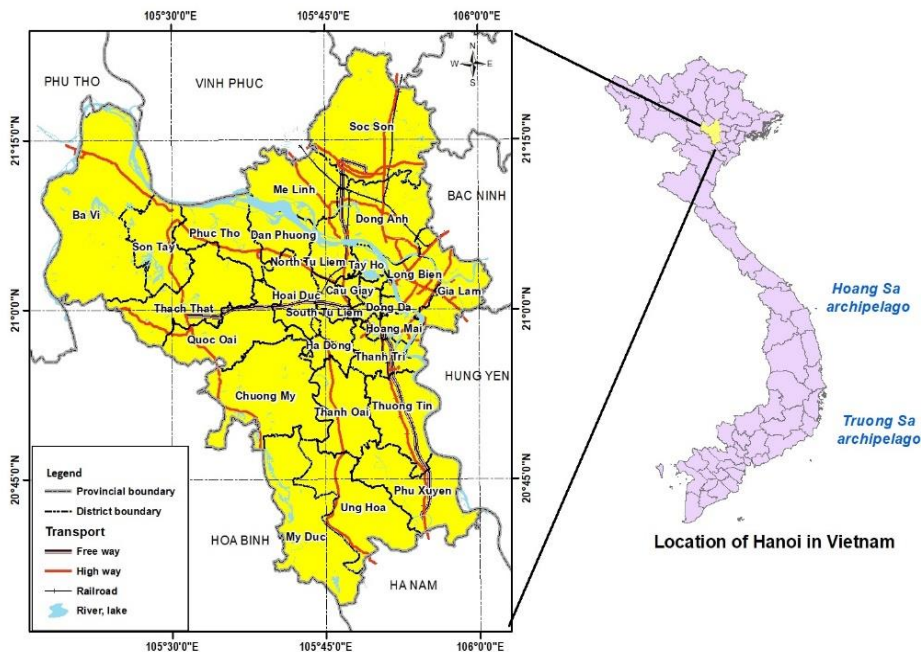 105°30'0"E
105°45'0"E
106°0'0"E
PHU THO
VINH PHUC
N
W
E
S
Soc Son
21°15'0"N
21°15'0"N
BAC NINH
Me Linh
Ba Vi
Dong Anh
Phuc Tho
Dan Phuong
Son Tay
North Tu Liem
Tay Ho
Long Bien
Cau Giay
Gia Lam
Hoai Duc
Thach That
Dong Da
21°0'0"N
21°0'0"N
South Tu Liem
Hoang Mai
Quoc Oai
Ha Dong
Thanh Tri
HUNG YEN
Chuong My
Thanh Oai
Thuong Tin
20°45'0"N
20°45'0"N
Phu Xuyen
Ung Hoa
My Duc
HOA BINH
HA NAM
Legend
Provincial boundary
District boundary
Transport
Free way
High way
Railroad
River, lake
105°30'0"E
105°45'0"E
106°0'0"E
Hoang Sa
archipelago
Truong Sa
archipelago
Location of Hanoi in Vietnam